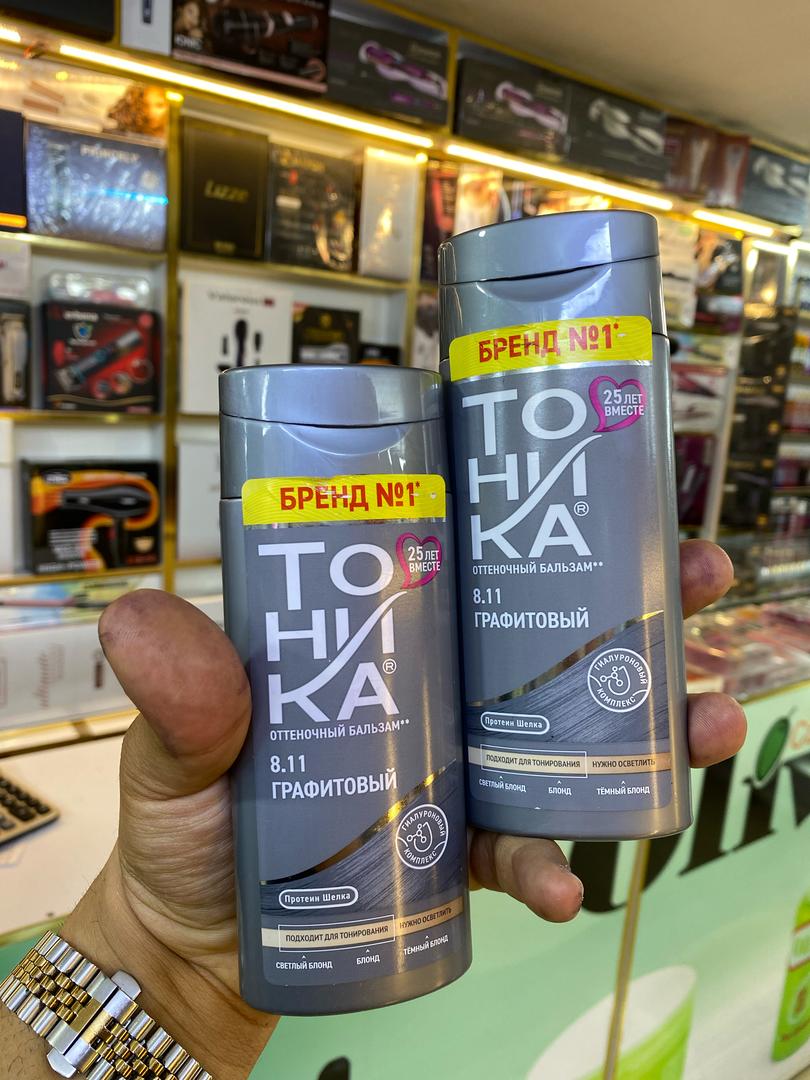 Lizze
БРЕНД №1*
ТО
НИ
КА®
25 ЛЕТ
ВМЕСТЕ
ОТТЕНОЧНЫЙ БАЛЬЗАМ**
8.11
ГРАФИТОВЫЙ
ГИАЛУРОНОВЫЙ
КОМПЛЕКС
Протеин Шелка
ПОДХОДИТ ДЛЯ ТОНИРОВАНИЯ НУЖНО ОСВЕТЛИТЬ
СВЕТЛЫЙ БЛОНД БЛОНД ТЁМНЫЙ БЛОНД
БРЕНД №1*
ТО
НИ
КА®
25 ЛЕТ
ВМЕСТЕ
ОТТЕНОЧНЫЙ БАЛЬЗАМ**
8.11
ГРАФИТОВЫЙ
ГИАЛУРОНОВЫЙ
КОМПЛЕКС
Протеин Шелка
ПОДХОДИТ ДЛЯ ТОНИРОВАНИЯ НУЖНО ОСВЕТЛИТЬ
СВЕТЛЫЙ БЛОНД БЛОНД ТЁМНЫЙ БЛОНД